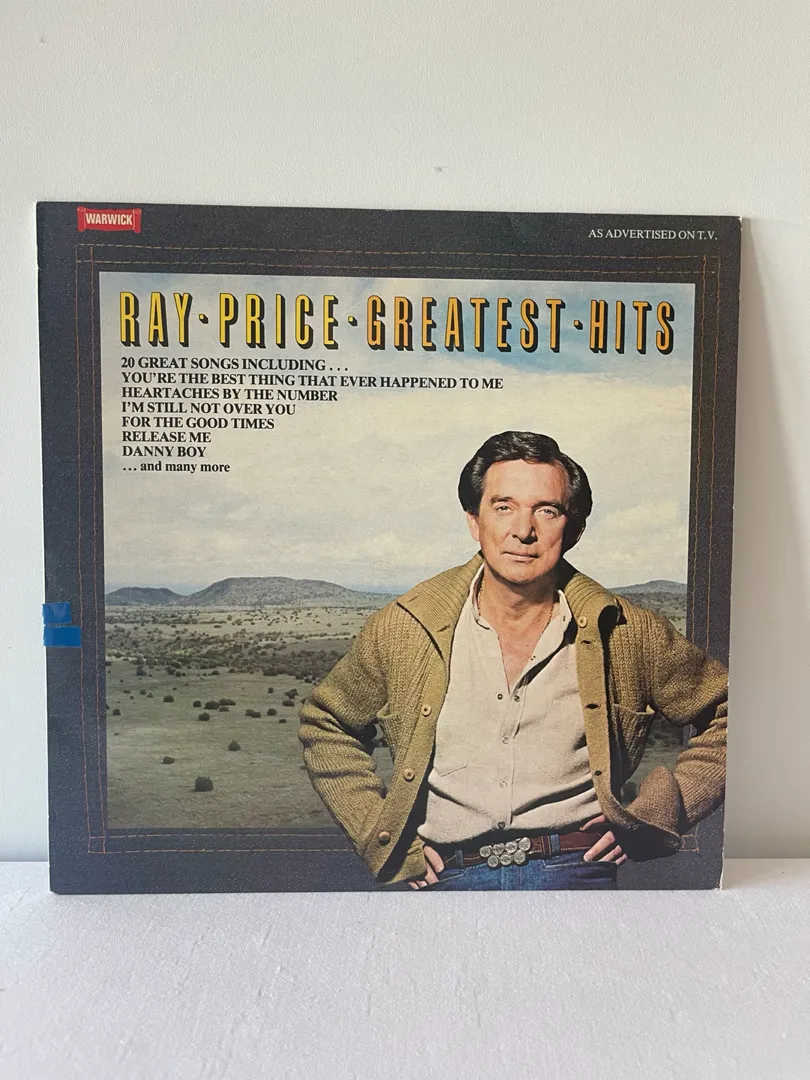 WARWICK
AS ADVERTISED ON T.V.
RAY·PRICE·GREATEST·HITS
20 GREAT SONGS INCLUDING . . .
YOU'RE THE BEST THING THAT EVER HAPPENED TO ME
HEARTACHES BY THE NUMBER
I'M STILL NOT OVER YOU
FOR THE GOOD TIMES
RELEASE ME
DANNY BOY
. . . and many more